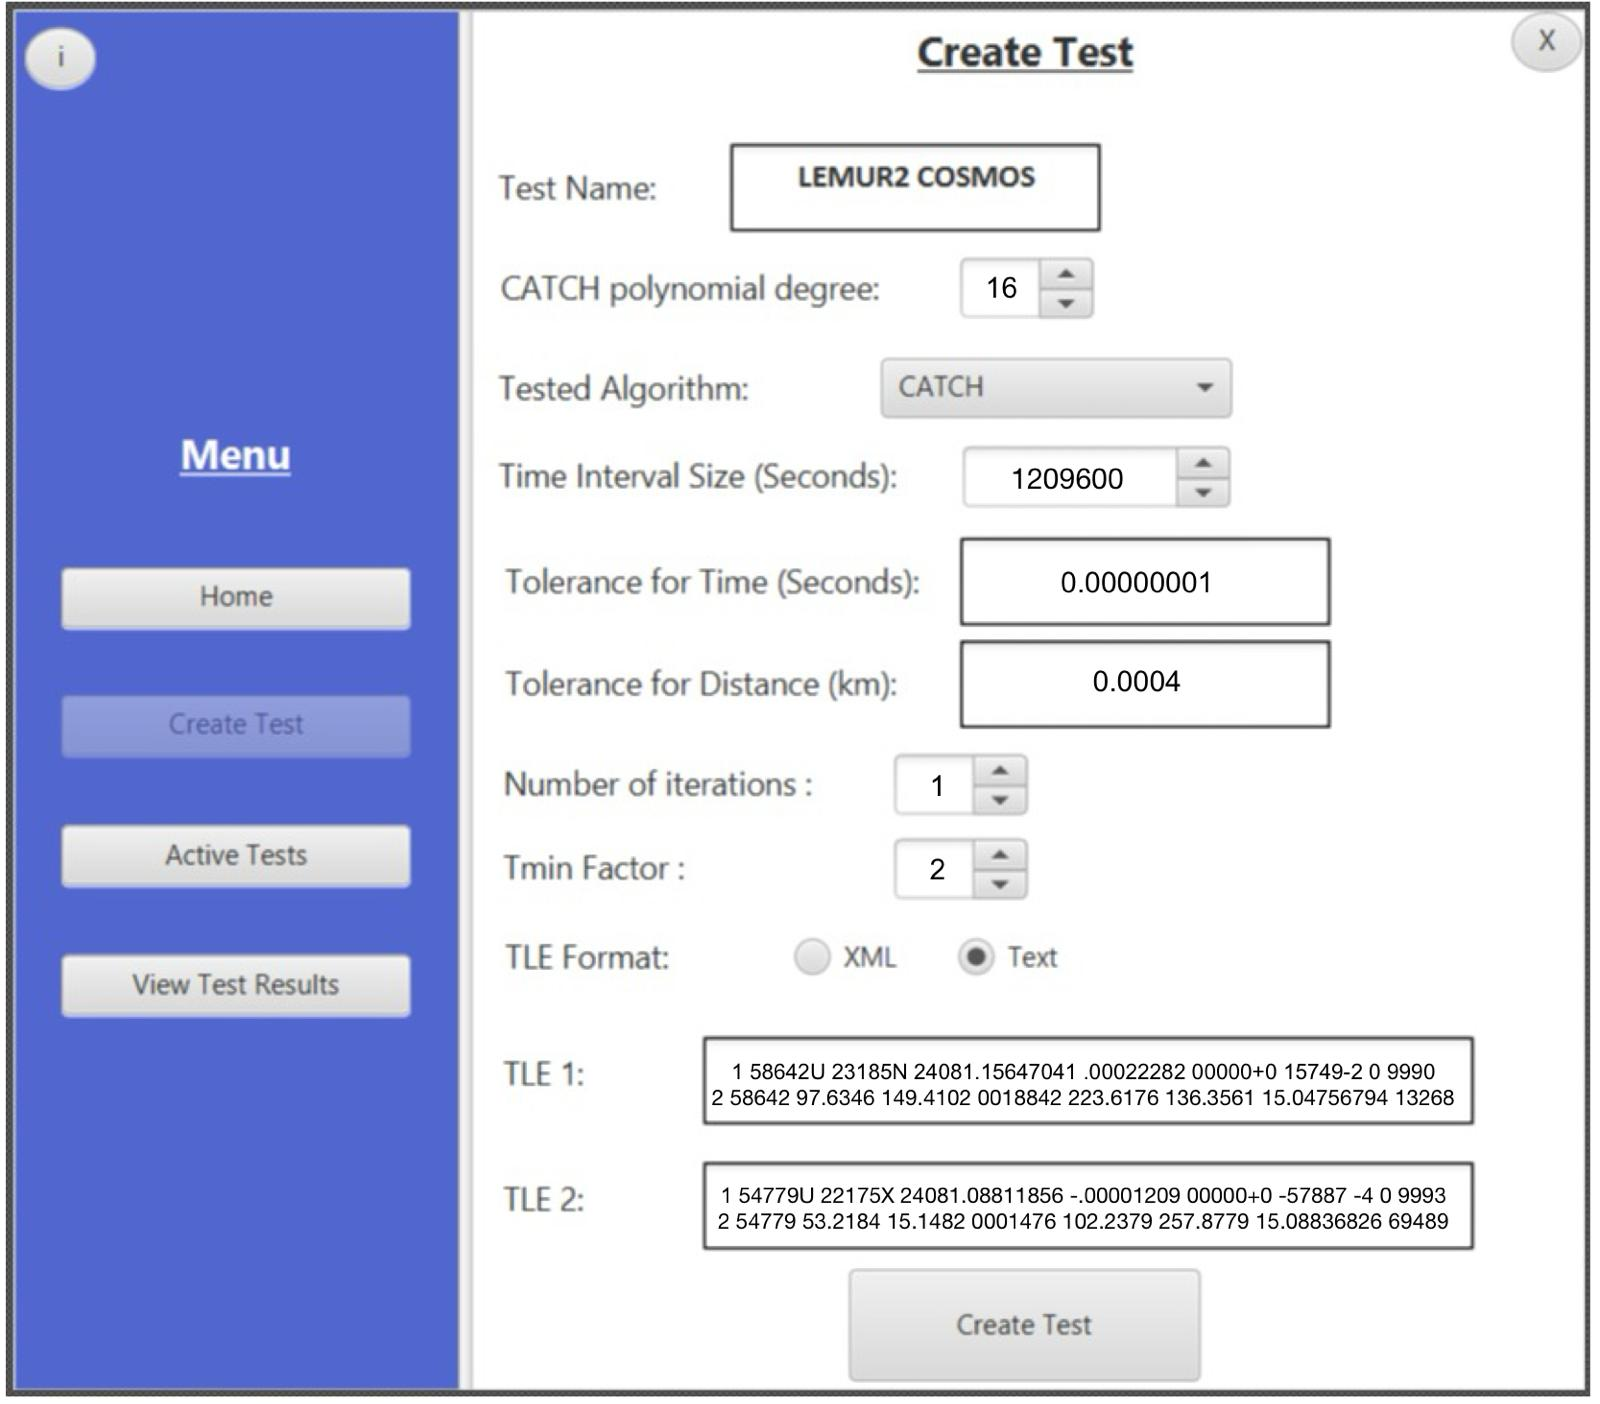 i
Create Test
X
Test Name:
LEMUR2 COSMOS
CATCH polynomial degree:
16
Tested Algorithm:
CATCH
Time Interval Size (Seconds):
1209600
Tolerance for Time (Seconds):
0.00000001
Tolerance for Distance (km):
0.0004
Number of iterations :
1
Tmin Factor :
2
TLE Format:
XML
Text
TLE 1:
1 58642U 23185N 24081.15647041 .00022282 00000+0 15749-2 0 9990
2 58642 97.6346 149.4102 0018842 223.6176 136.3561 15.04756794 13268
TLE 2:
1 54779U 22175X 24081.08811856 -.00001209 00000+0 -57887 -4 0 9993
2 54779 53.2184 15.1482 0001476 102.2379 257.8779 15.08836826 69489
Create Test
Menu
Home
Create Test
Active Tests
View Test Results